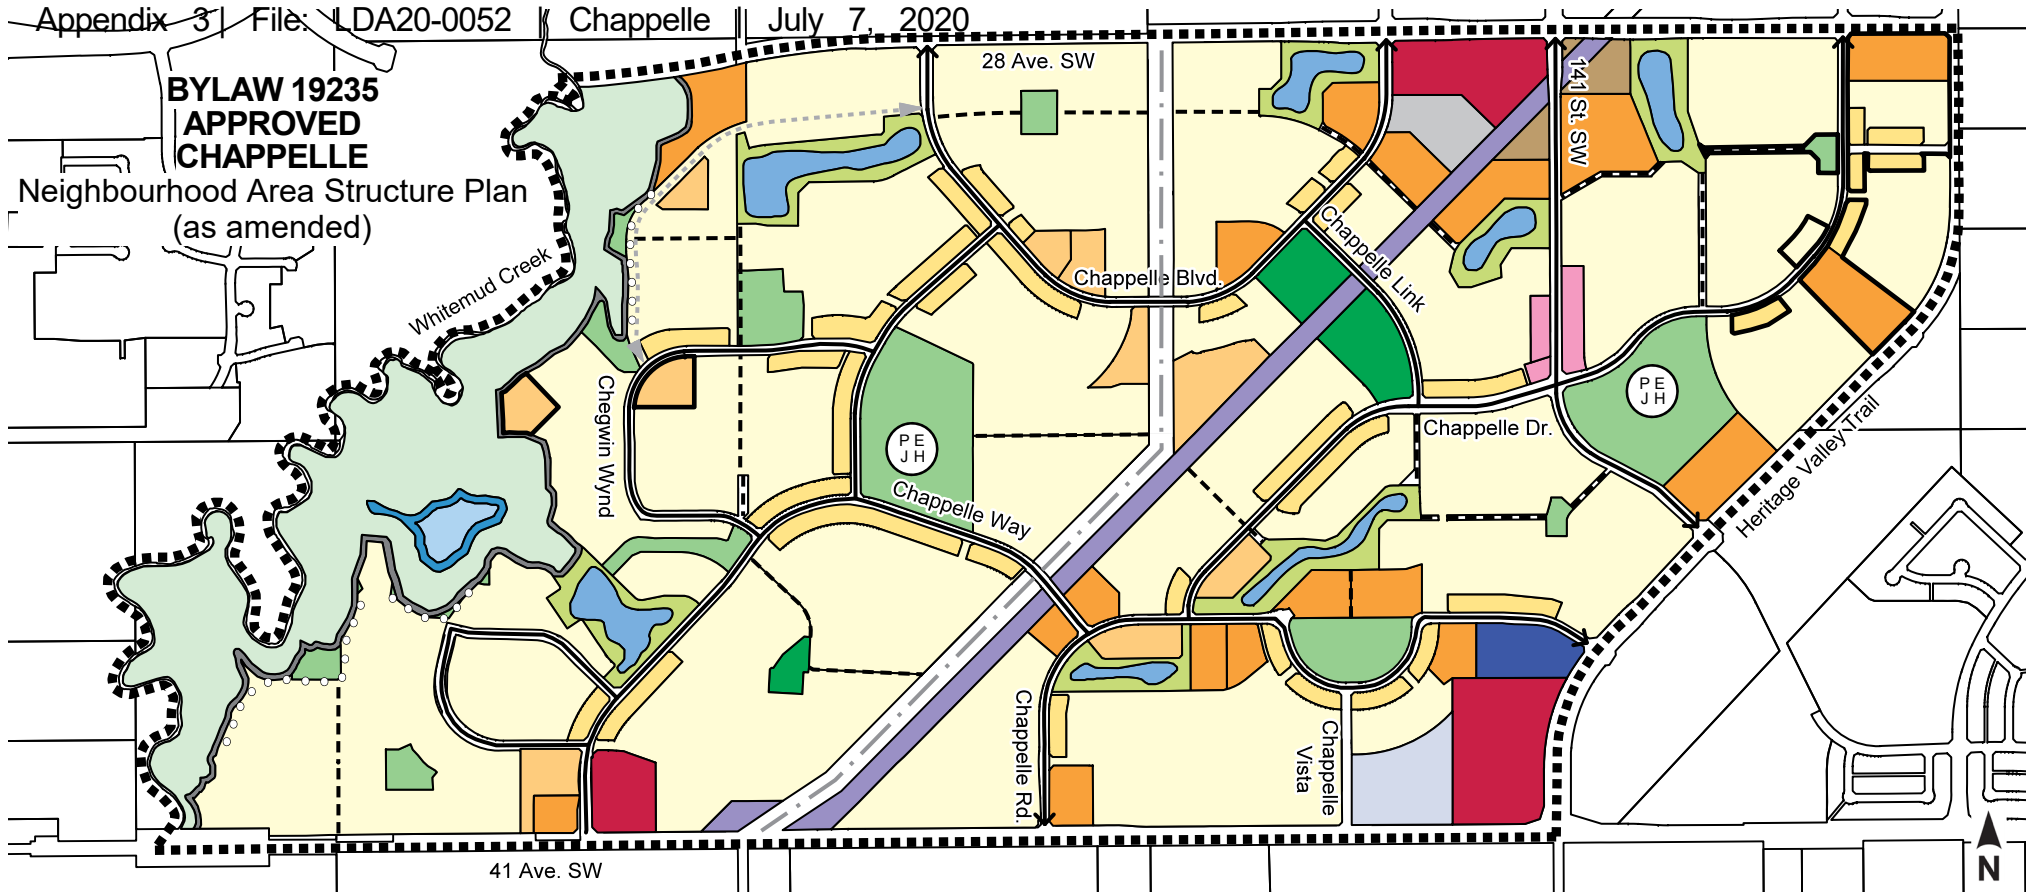 Appendix 3 | File: LDA20-0052 | Chappelle | July 7, 2020
BYLAW 19235
APPROVED
CHAPPELLE
Neighbourhood Area Structure Plan
(as amended)
28 Ave. SW
141 St. SW
Whitemud Creek
Chappelle Link
Chappelle Blvd.
Chegwin Wynd
P E
J H
P E
J H
Chappelle Dr.
Heritage Valley Trail
Chappelle Way
Chappelle Rd.
Chappelle
Vista
41 Ave. SW
N